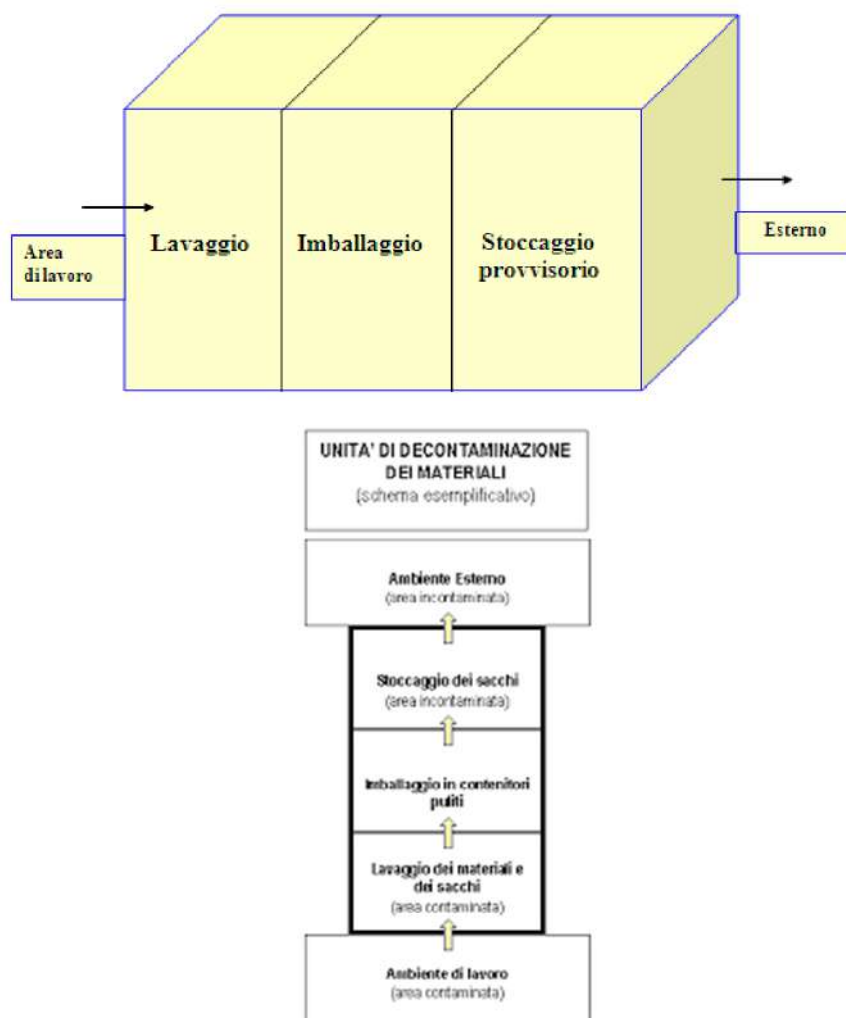 Area
di lavoro
Lavaggio
Imballaggio
Stoccaggio
provvisorio
Esterno
UNITA' DI DECONTAMINAZIONE
DEI MATERIALI
(schema esemplificativo)
Ambiente Esterno
(area incontaminata)
Stoccaggio dei sacchi
(area incontaminata)
Imballaggio in contenitori
puliti
Lavaggio dei materiali e
dei sacchi
(area contaminata)
Ambiente di lavoro
(area contaminata)